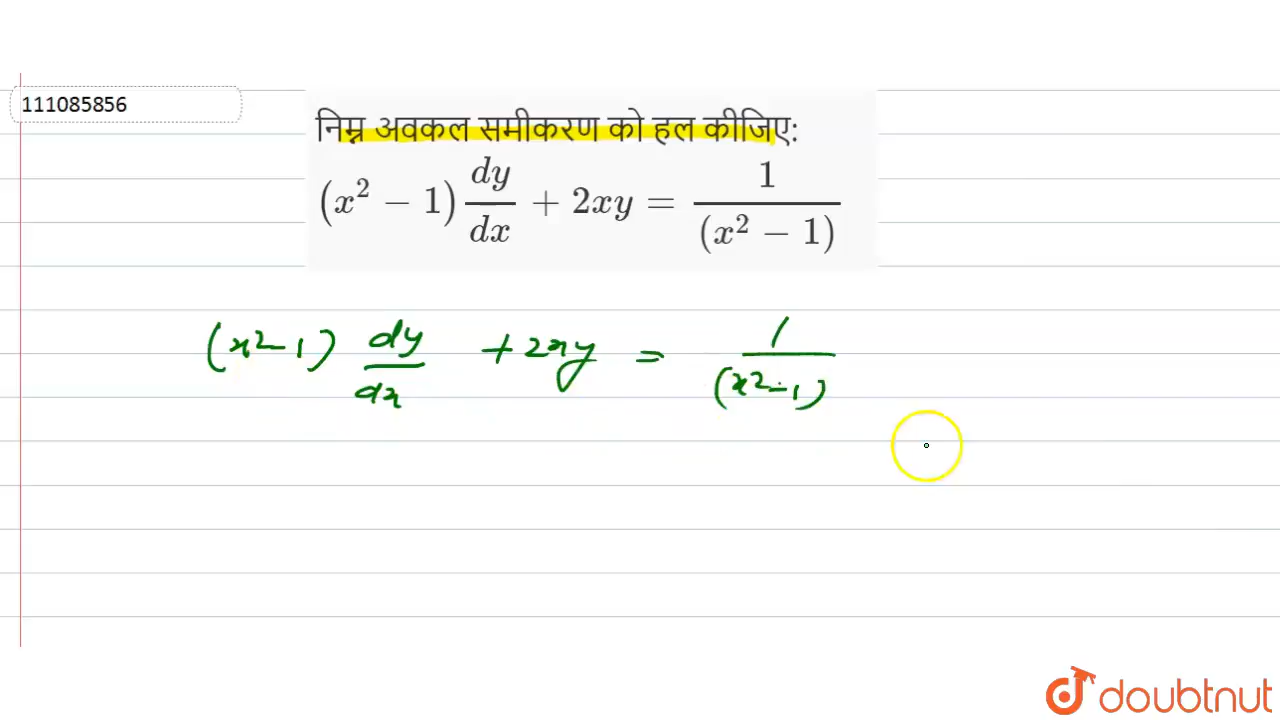 111085856
निम्न अवकल समीकरण को हल कीजिए:
(x² − 1) dy/dx + 2xy = 1/(x² − 1)
(x²−1) dy/dx + 2xy = 1/(x²−1)
doubtnut